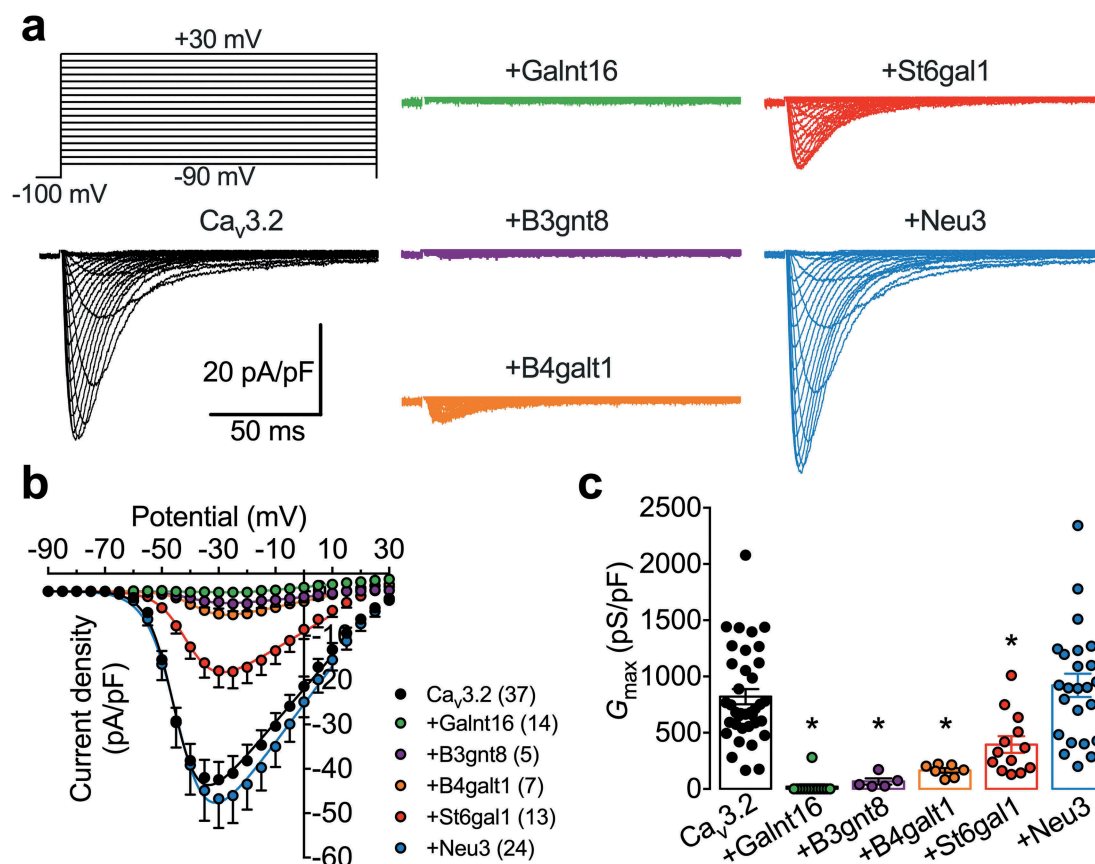 a
+30 mV
-90 mV
-100 mV
+Galnt16
+St6gal1
Cav3.2
+B3gnt8
+Neu3
20 pA/pF
50 ms
+B4galt1
b
Potential (mV)
-90 -70 -50 -30 -10 10 30
Current density
(pA/pF)
-10
-20
-30
-40
-50
-60
Cav3.2 (37)
+Galnt16 (14)
+B3gnt8 (5)
+B4galt1 (7)
+St6gal1 (13)
+Neu3 (24)
c
Gmax (pS/pF)
2500
2000
1500
1000
500
0
* * * *
Cav3.2
+Galnt16
+B3gnt8
+B4galt1
+St6gal1
+Neu3